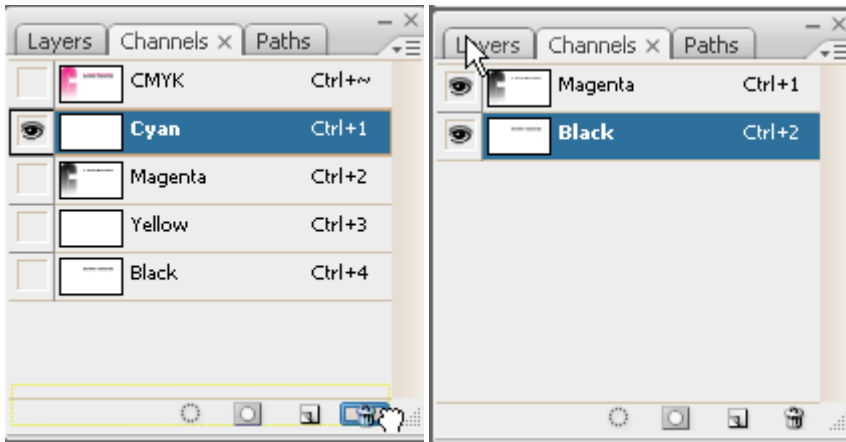 Layers Channels × Paths
CMYK Ctrl+~
Cyan Ctrl+1
Magenta Ctrl+2
Yellow Ctrl+3
Black Ctrl+4
Layers Channels × Paths
Magenta Ctrl+1
Black Ctrl+2